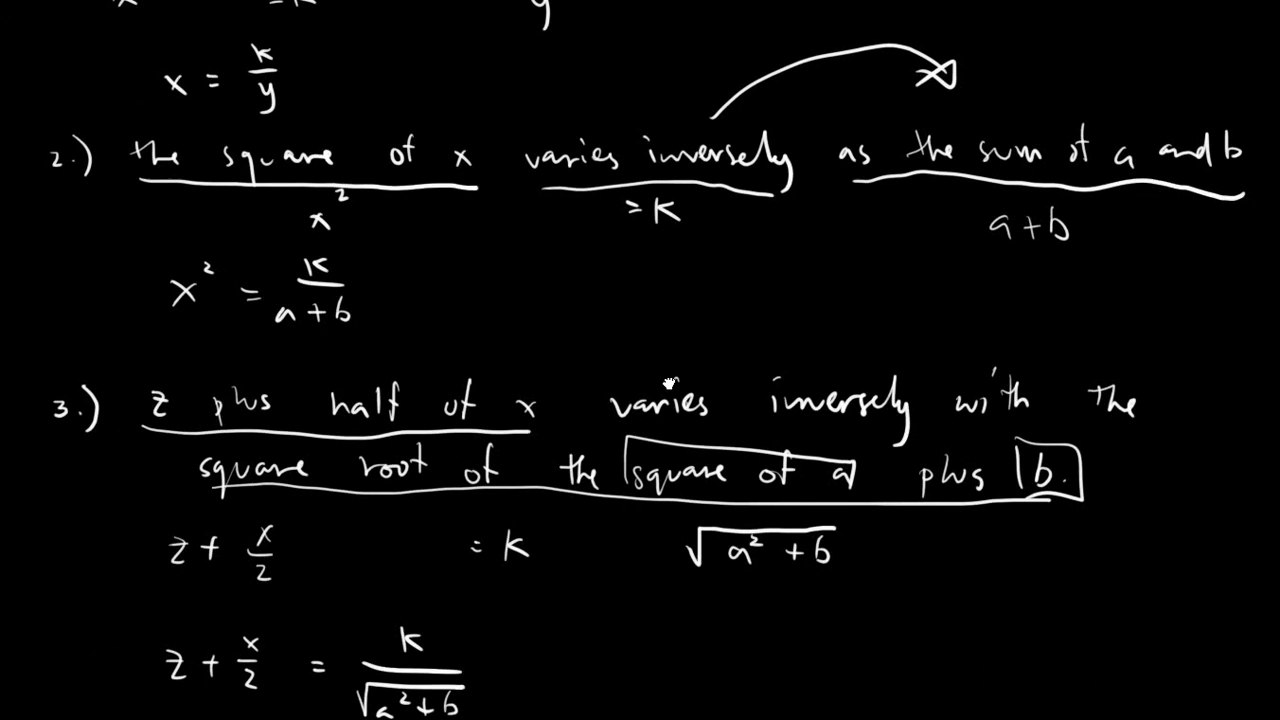 x = k y
x = k/y
2.) the square of x varies inversely as the sum of a and b
x² = k a + b
x² = k/(a + b)
3.) z plus half of x varies inversely with the
square root of the square of a plus b.
z + x/2 = k √(a² + b)
z + x/2 = k/√(a² + b)